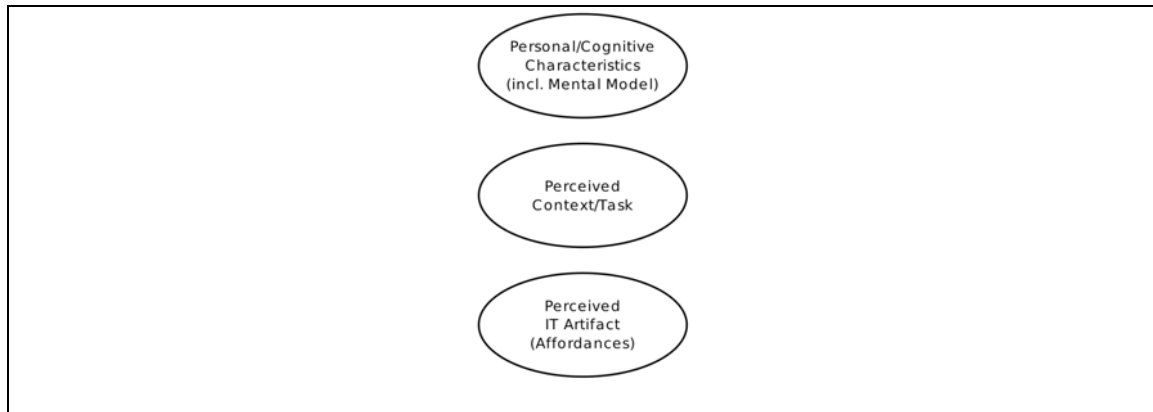 Personal/Cognitive
Characteristics
(incl. Mental Model)
Perceived
Context/Task
Perceived
IT Artifact
(Affordances)